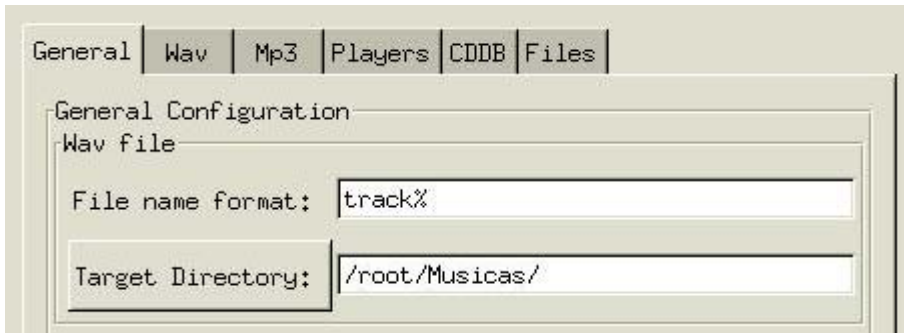 General Wav Mp3 Players CDDB Files
General Configuration
Wav file
File name format: track%
Target Directory: /root/Musicas/